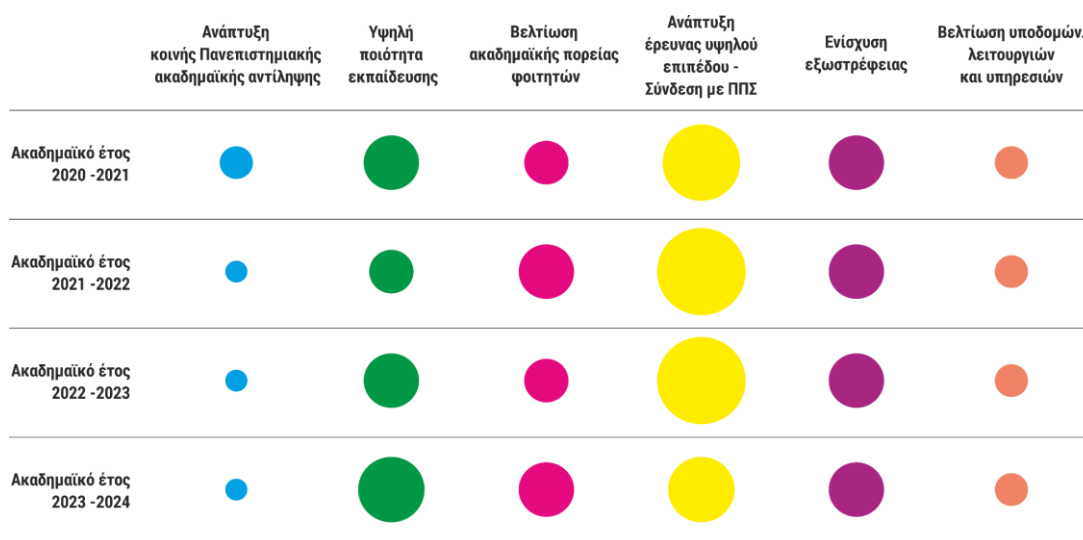 Ανάπτυξη
κοινής Πανεπιστημιακής
ακαδημαϊκής αντίληψης
Υψηλή
ποιότητα
εκπαίδευσης
Βελτίωση
ακαδημαϊκής πορείας
φοιτητών
Ανάπτυξη
έρευνας υψηλού
επιπέδου -
Σύνδεση με ΠΠΣ
Ενίσχυση
εξωστρέφειας
Βελτίωση υποδομών,
λειτουργιών
και υπηρεσιών
Ακαδημαϊκό έτος
2020 -2021
Ακαδημαϊκό έτος
2021 -2022
Ακαδημαϊκό έτος
2022 -2023
Ακαδημαϊκό έτος
2023 -2024